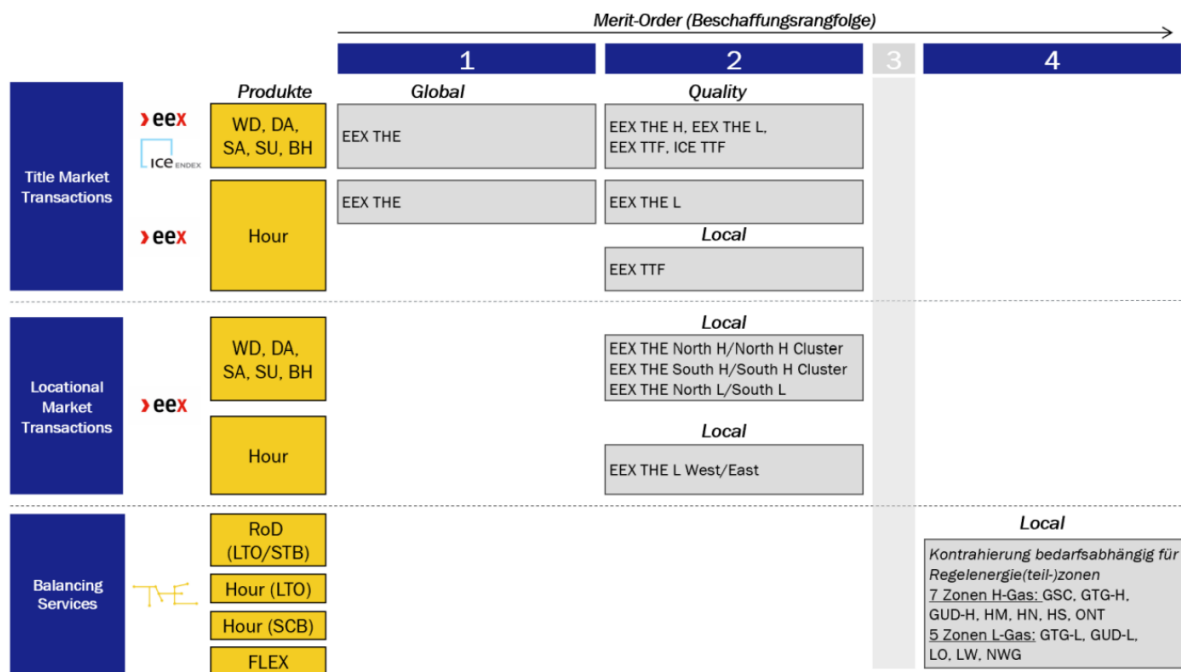 Merit-Order (Beschaffungsrangfolge)
1
2
3
4
Produkte
Global
Quality
Title Market
Transactions
eex
ICE ENDEX
WD, DA,
SA, SU, BH
EEX THE
EEX THE H, EEX THE L,
EEX TTF, ICE TTF
eex
Hour
EEX THE
EEX THE L
Local
EEX TTF
Locational
Market
Transactions
eex
WD, DA,
SA, SU, BH
Local
EEX THE North H/North H Cluster
EEX THE South H/South H Cluster
EEX THE North L/South L
Hour
Local
EEX THE L West/East
Balancing
Services
THE
RoD
(LTO/STB)
Hour (LTO)
Hour (SCB)
FLEX
Local
Kontrahierung bedarfsabhängig für
Regelenergie(teil-)zonen
7 Zonen H-Gas: GSC, GTG-H,
GUD-H, HM, HN, HS, ONT
5 Zonen L-Gas: GTG-L, GUD-L,
LO, LW, NWG